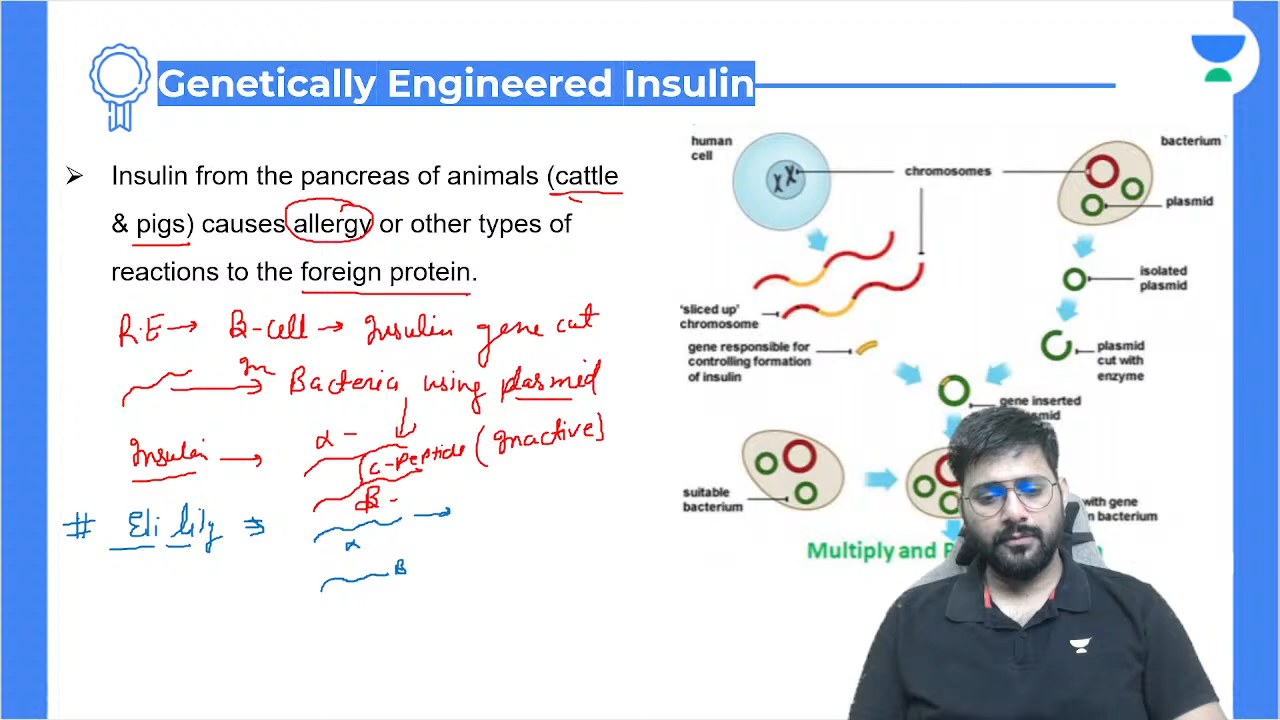 Genetically Engineered Insulin
Insulin from the pancreas of animals (cattle
& pigs) causes allergy or other types of
reactions to the foreign protein.
R.E → B-cell → Insulin gene cut
In
Bacteria using plasmid
Insulin →
α -
C-Peptide (Inactive)
B -
# Eli lily ⇒
α
B
human
cell
chromosomes
bacterium
plasmid
isolated
plasmid
'sliced up'
chromosome
gene responsible for
controlling formation
of insulin
plasmid
cut with
enzyme
gene inserted
suitable
bacterium
with gene
bacterium
Multiply and